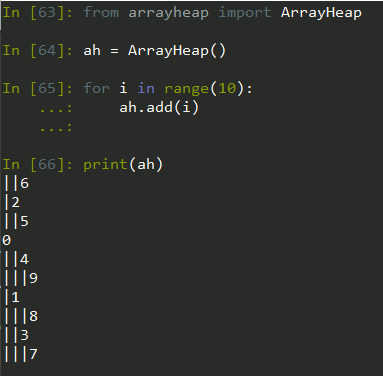 In [63]: from arrayheap import ArrayHeap
In [64]: ah = ArrayHeap()
In [65]: for i in range(10):
...: ah.add(i)
...:
In [66]: print(ah)
||6
|2
||5
0
||4
|||9
|1
|||8
||3
|||7